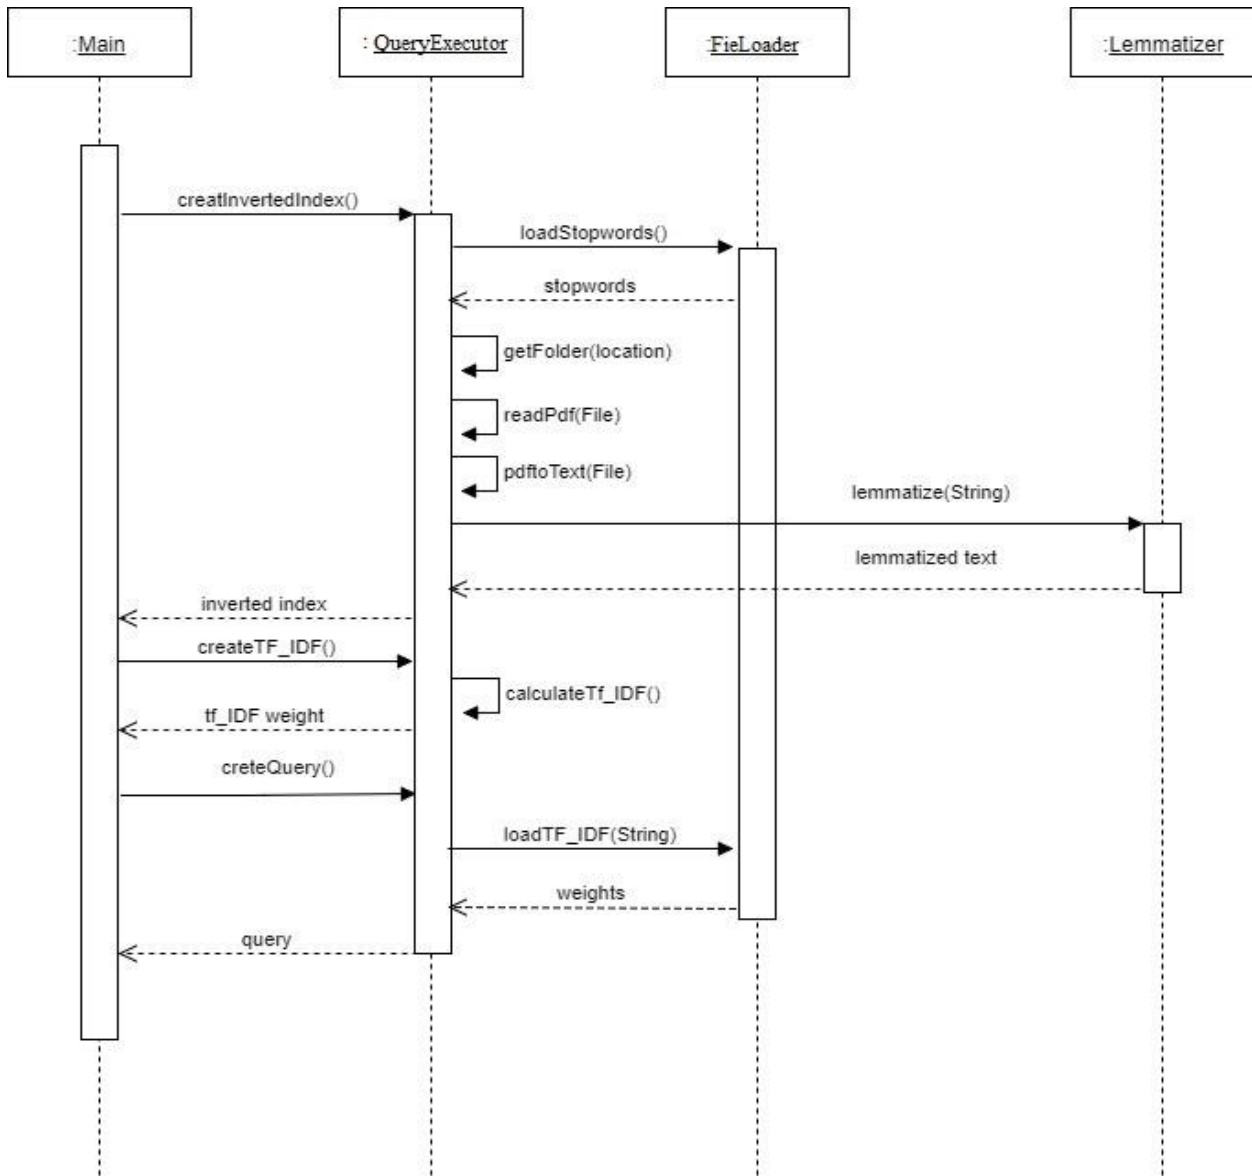 :Main
: QueryExecutor
:FieLoader
:Lemmatizer
creatInvertedIndex()
loadStopwords()
stopwords
getFolder(location)
readPdf(File)
pdftoText(File)
lemmatize(String)
lemmatized text
inverted index
createTF_IDF()
calculateTf_IDF()
tf_IDF weight
creteQuery()
loadTF_IDF(String)
weights
query